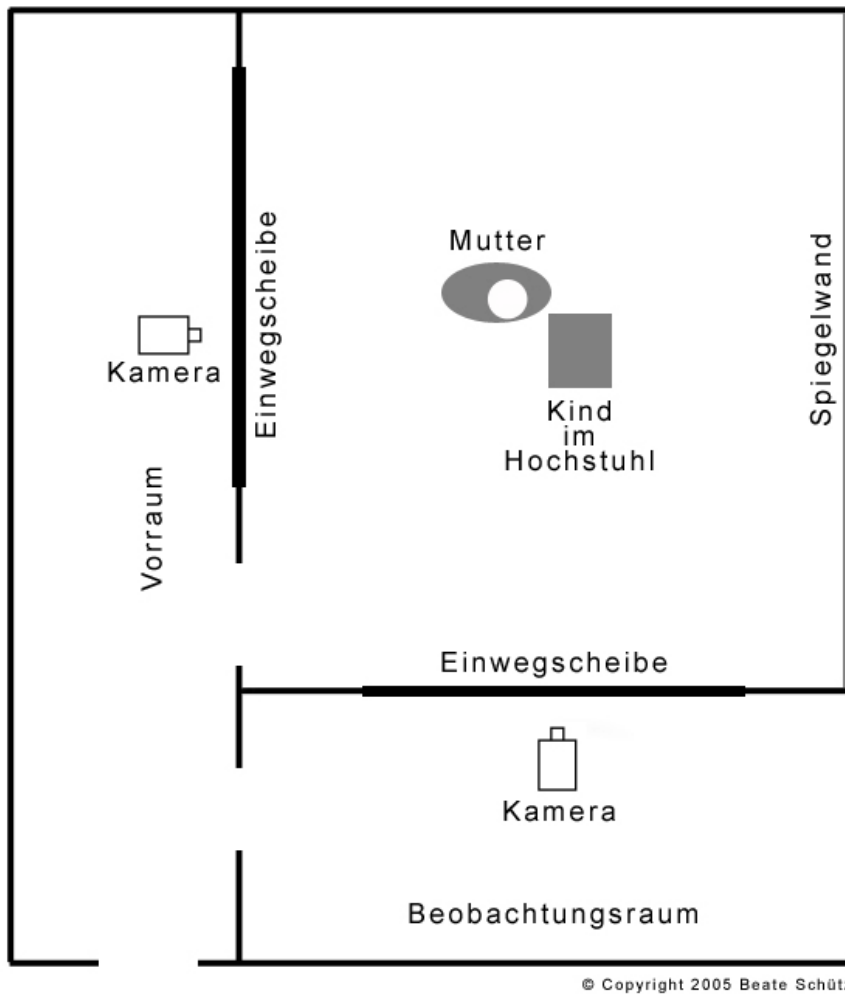 Mutter
Einwegscheibe
Spiegelwand
Kamera
Kind
im
Hochstuhl
Vorraum
Einwegscheibe
Kamera
Beobachtungsraum
© Copyright 2005 Beate